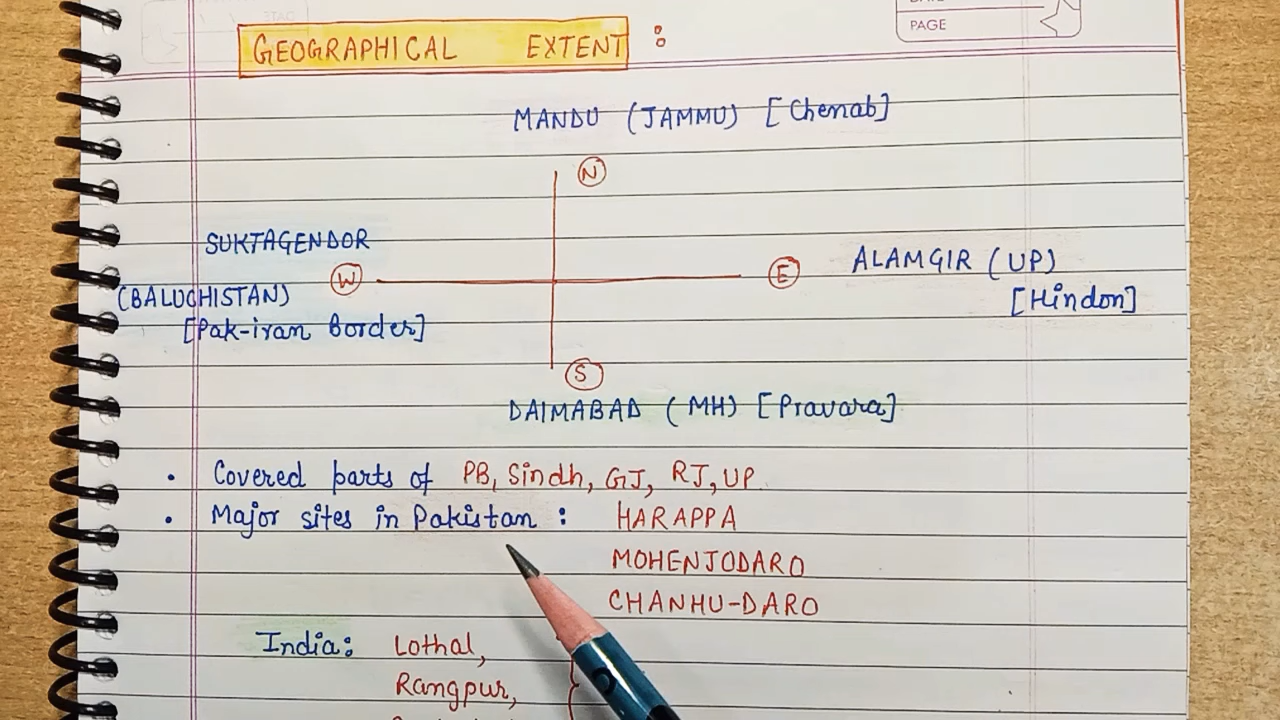 PAGE
GEOGRAPHICAL EXTENT :
MANDU (JAMMU) [Chenab]
N
SUKTAGENDOR
W
E
ALAMGIR (UP)
(BALUCHISTAN)
[Hindon]
[Pak-iran Border]
S
DAIMABAD (MH) [Pravara]
• Covered parts of PB, Sindh, GJ, RJ, UP.
• Major sites in Pakistan : HARAPPA
MOHENJODARO
CHANHU-DARO
India: Lothal,
Rangpur,